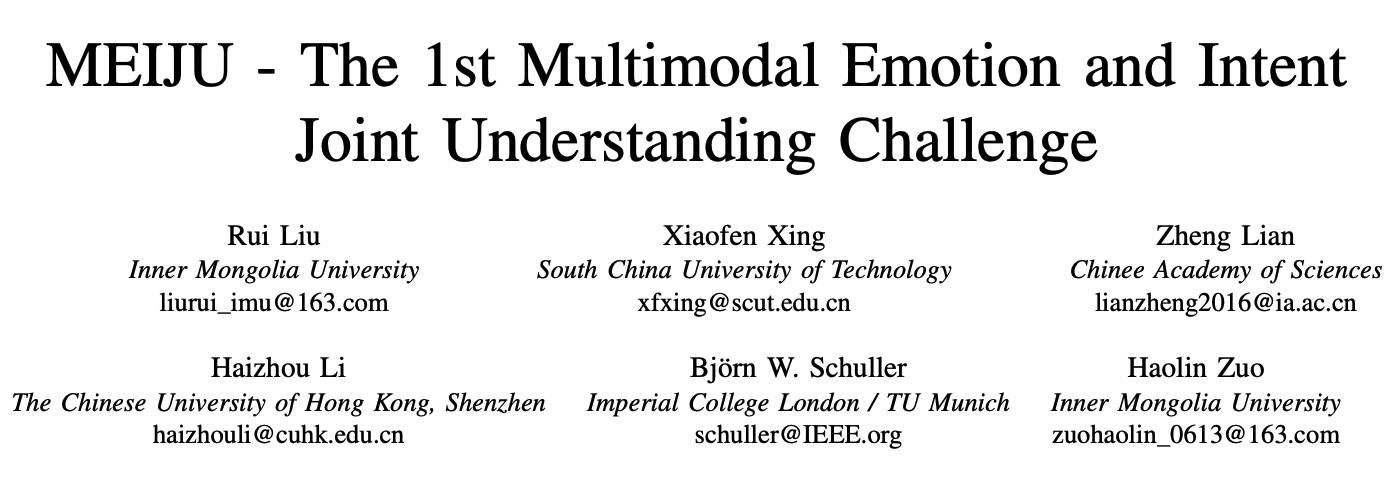 MEIJU - The 1st Multimodal Emotion and Intent
Joint Understanding Challenge
Rui Liu
Inner Mongolia University
liurui_imu@163.com
Xiaofen Xing
South China University of Technology
xfxing@scut.edu.cn
Zheng Lian
Chinee Academy of Sciences
lianzheng2016@ia.ac.cn
Haizhou Li
The Chinese University of Hong Kong, Shenzhen
haizhouli@cuhk.edu.cn
Björn W. Schuller
Imperial College London / TU Munich
schuller@IEEE.org
Haolin Zuo
Inner Mongolia University
zuohaolin_0613@163.com